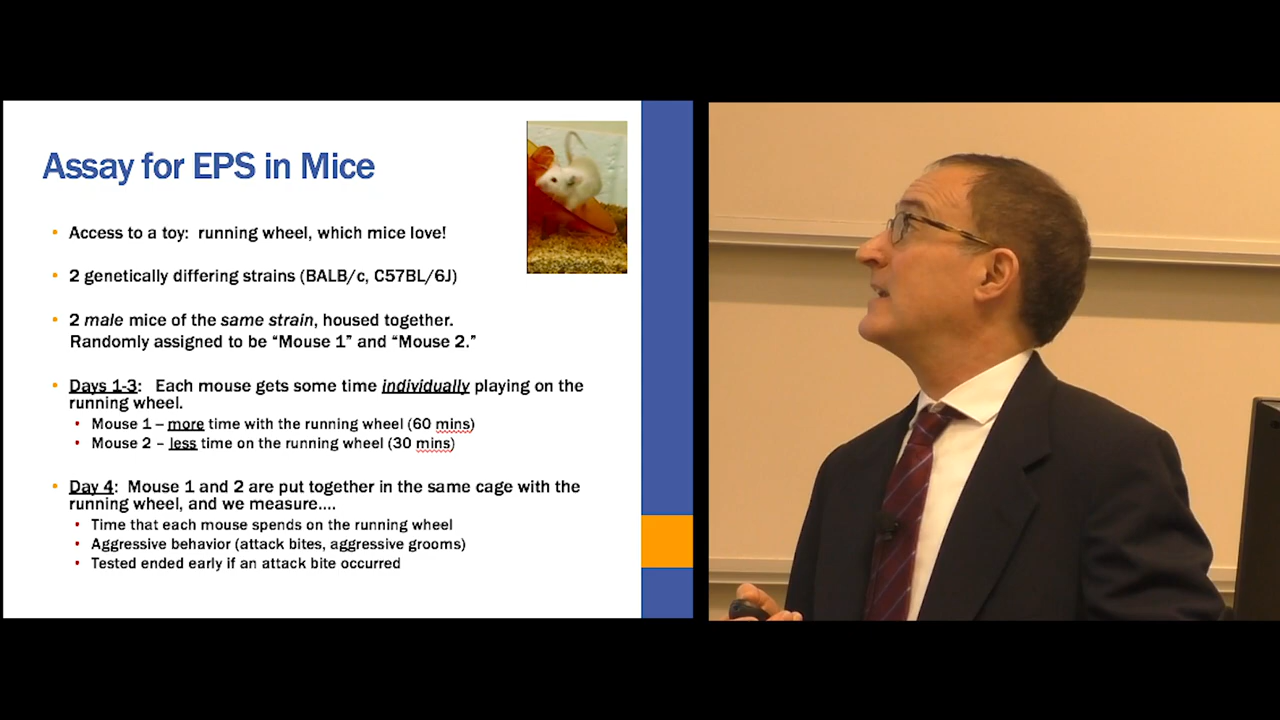 Assay for EPS in Mice
• Access to a toy: running wheel, which mice love!
• 2 genetically differing strains (BALB/c, C57BL/6J)
• 2 male mice of the same strain, housed together.
Randomly assigned to be “Mouse 1” and “Mouse 2.”
• Days 1-3: Each mouse gets some time individually playing on the
running wheel.
• Mouse 1 – more time with the running wheel (60 mins)
• Mouse 2 – less time on the running wheel (30 mins)
• Day 4: Mouse 1 and 2 are put together in the same cage with the
running wheel, and we measure....
• Time that each mouse spends on the running wheel
• Aggressive behavior (attack bites, aggressive grooms)
• Tested ended early if an attack bite occurred